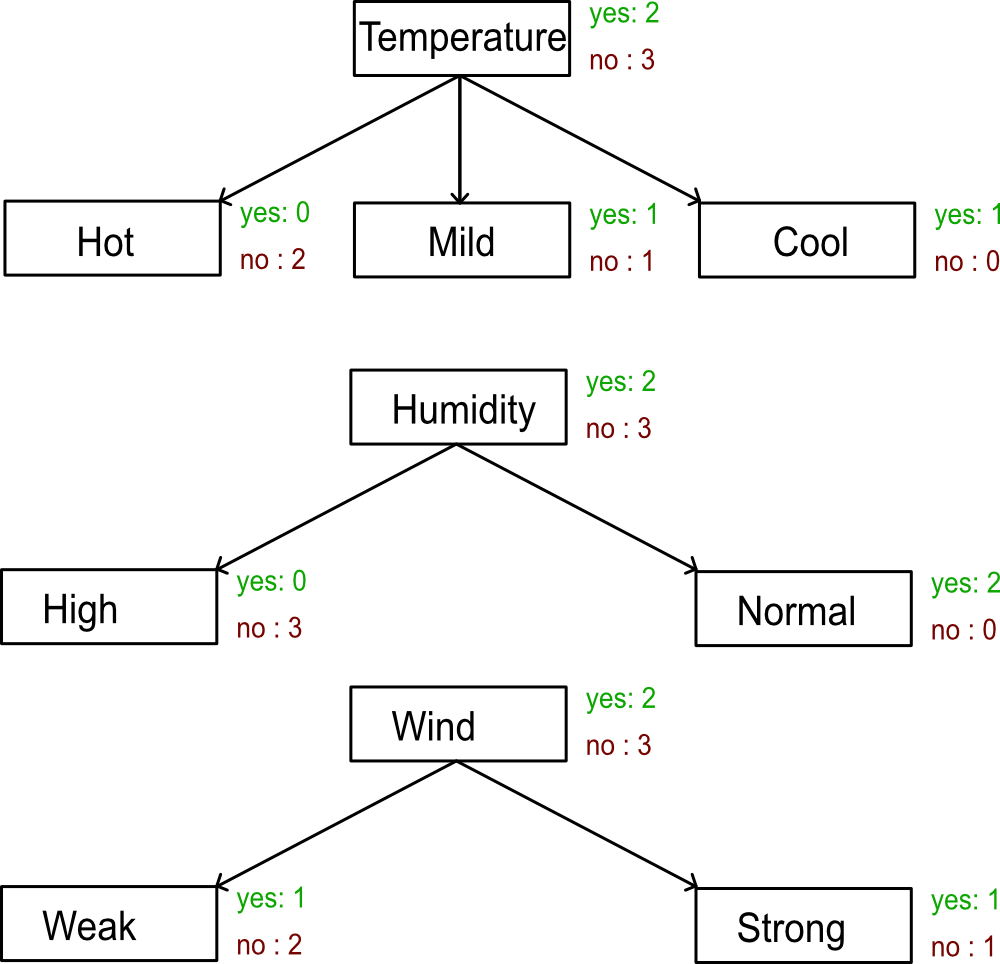 Temperature
yes: 2
no : 3
Hot
yes: 0
no : 2
Mild
yes: 1
no : 1
Cool
yes: 1
no : 0
Humidity
yes: 2
no : 3
High
yes: 0
no : 3
Normal
yes: 2
no : 0
Wind
yes: 2
no : 3
Weak
yes: 1
no : 2
Strong
yes: 1
no : 1